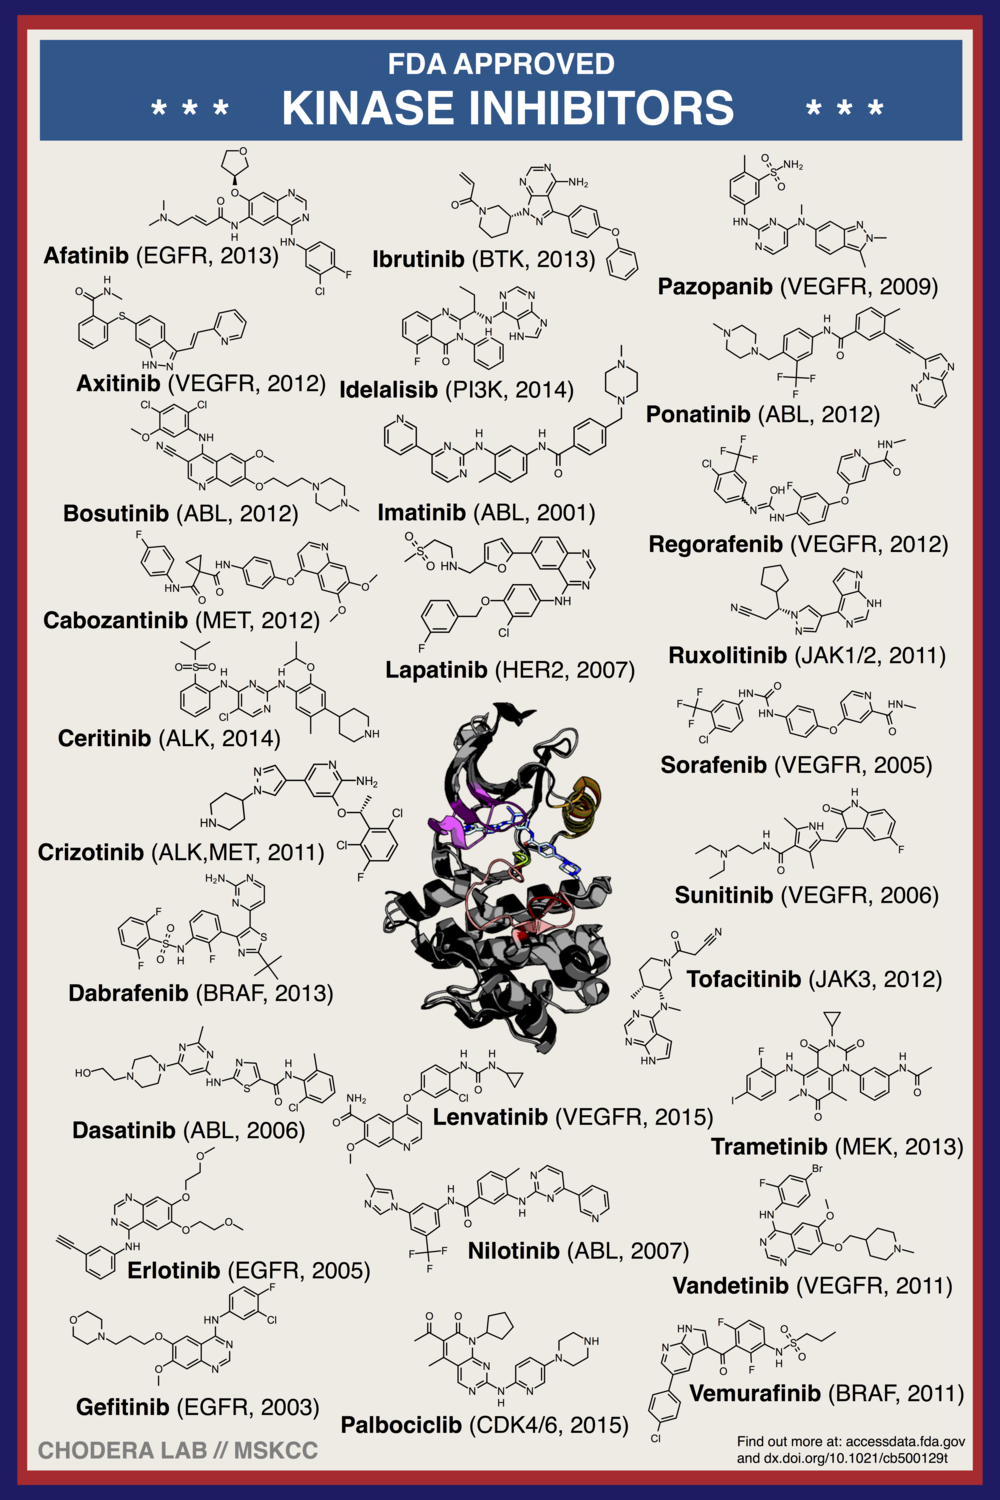 FDA APPROVED
* * * KINASE INHIBITORS * * *
Afatinib (EGFR, 2013)
Ibrutinib (BTK, 2013)
Pazopanib (VEGFR, 2009)
Axitinib (VEGFR, 2012)
Idelalisib (PI3K, 2014)
Ponatinib (ABL, 2012)
Bosutinib (ABL, 2012)
Imatinib (ABL, 2001)
Regorafenib (VEGFR, 2012)
Cabozantinib (MET, 2012)
Lapatinib (HER2, 2007)
Ruxolitinib (JAK1/2, 2011)
Ceritinib (ALK, 2014)
Sorafenib (VEGFR, 2005)
Crizotinib (ALK,MET, 2011)
Sunitinib (VEGFR, 2006)
Dabrafenib (BRAF, 2013)
Tofacitinib (JAK3, 2012)
Dasatinib (ABL, 2006)
Lenvatinib (VEGFR, 2015)
Trametinib (MEK, 2013)
Erlotinib (EGFR, 2005)
Nilotinib (ABL, 2007)
Vandetinib (VEGFR, 2011)
Gefitinib (EGFR, 2003)
Palbociclib (CDK4/6, 2015)
Vemurafinib (BRAF, 2011)
CHODERA LAB // MSKCC
Find out more at: accessdata.fda.gov
and dx.doi.org/10.1021/cb500129t